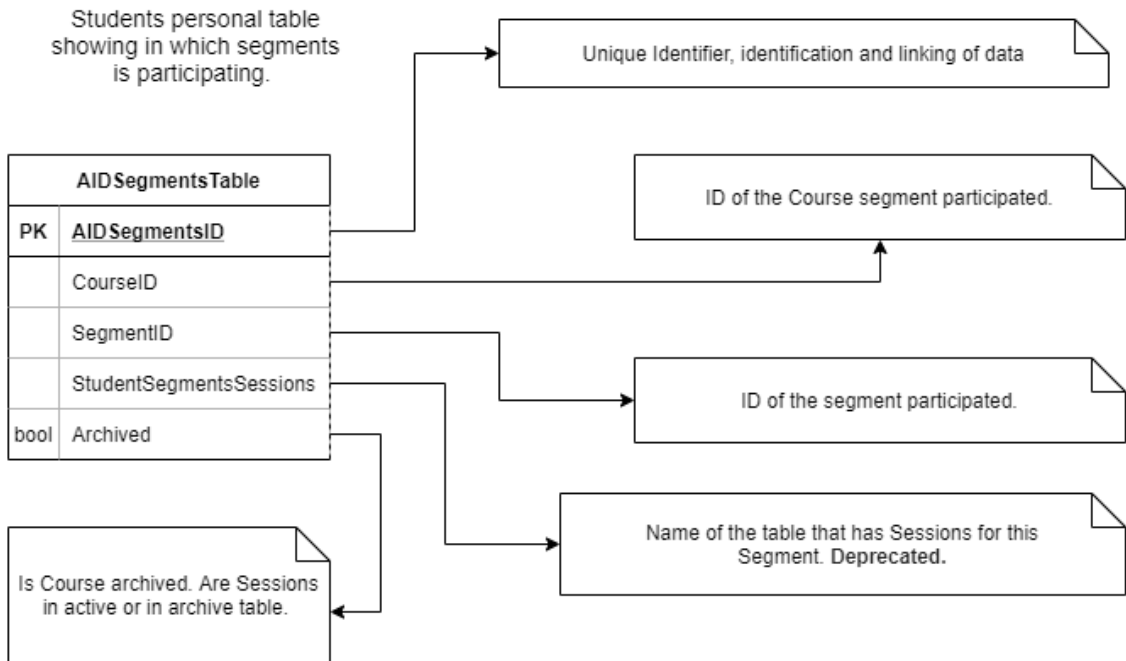 Students personal table
showing in which segments
is participating.
Unique Identifier, identification and linking of data
AIDSegmentsTable
PK AIDSegmentsID
CourseID
SegmentID
StudentSegmentsSessions
bool Archived
ID of the Course segment participated.
ID of the segment participated.
Name of the table that has Sessions for this
Segment. Deprecated.
Is Course archived. Are Sessions
in active or in archive table.